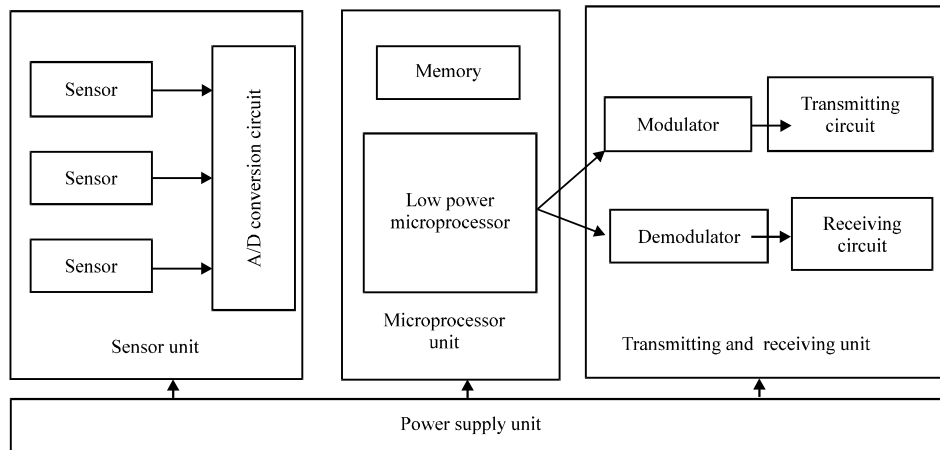 Sensor
Sensor
Sensor
A/D conversion circuit
Sensor unit
Memory
Low power
microprocessor
Microprocessor
unit
Modulator
Transmitting
circuit
Demodulator
Receiving
circuit
Transmitting and receiving unit
Power supply unit